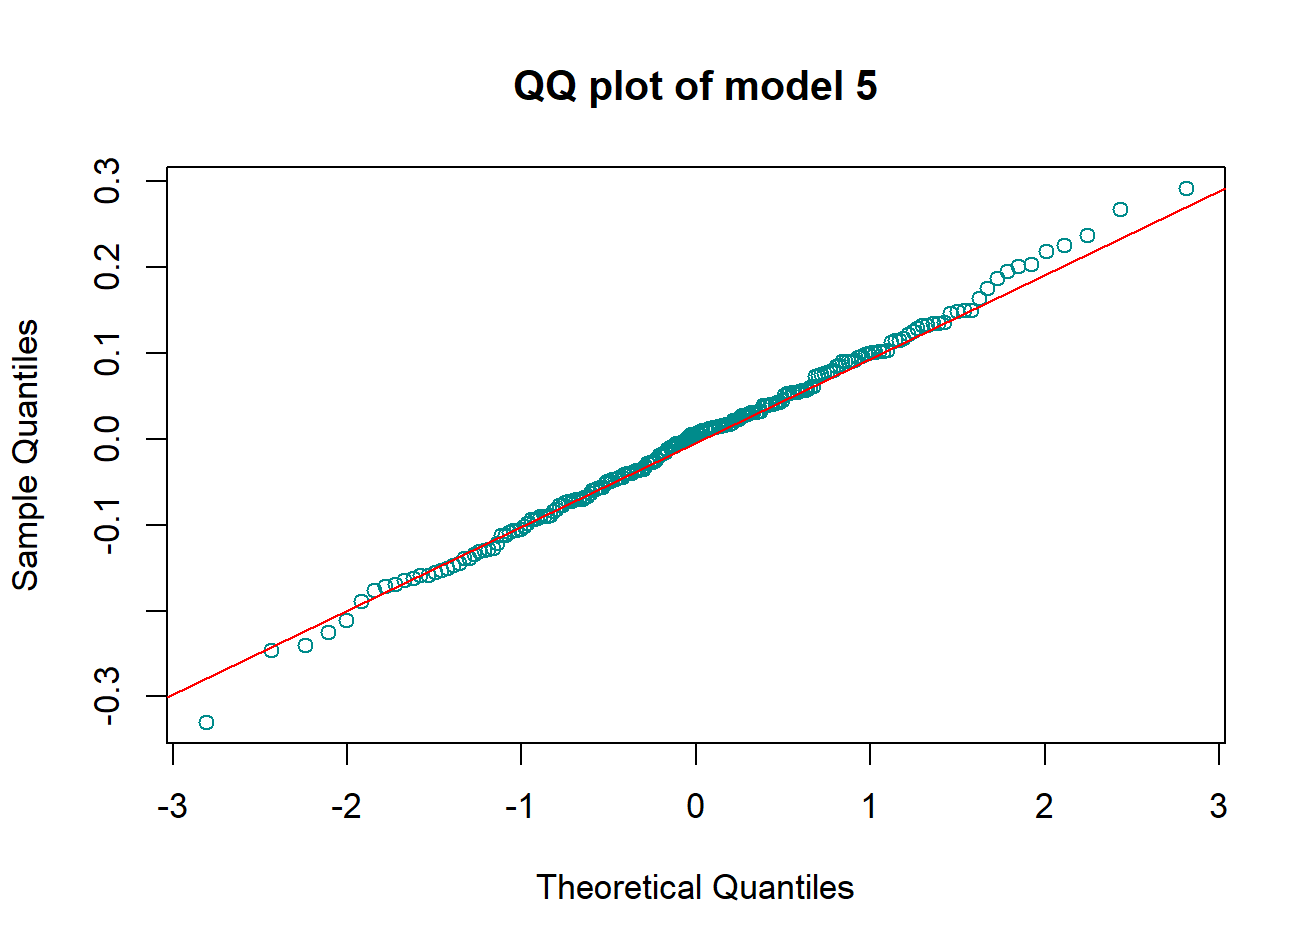 QQ plot of model 5
0.3
0.2
0.1
0.0
-0.1
-0.3
Sample Quantiles
-3 -2 -1 0 1 2 3
Theoretical Quantiles